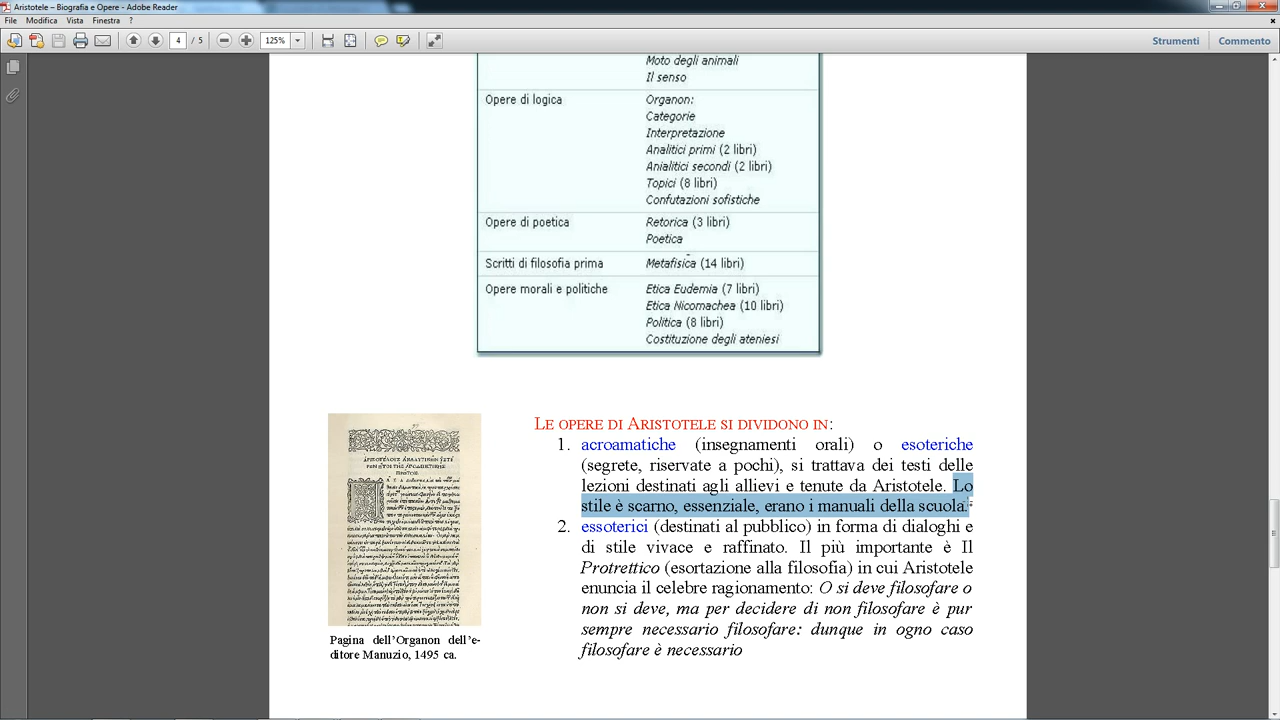 Aristotele – Biografia e Opere - Adobe Reader
File Modifica Vista Finestra ?
4 / 5 125% Strumenti Commento
Moto degli animali
Il senso
Opere di logica Organon:
Categorie
Interpretazione
Analitici primi (2 libri)
Anialitici secondi (2 libri)
Topici (8 libri)
Confutazioni sofistiche
Opere di poetica Retorica (3 libri)
Poetica
Scritti di filosofia prima Metafisica (14 libri)
Opere morali e politiche Etica Eudemia (7 libri)
Etica Nicomachea (10 libri)
Politica (8 libri)
Costituzione degli ateniesi
LE OPERE DI ARISTOTELE SI DIVIDONO IN:
1. acroamatiche (insegnamenti orali) o esoteriche
(segrete, riservate a pochi), si trattava dei testi delle
lezioni destinati agli allievi e tenute da Aristotele. Lo
stile è scarno, essenziale, erano i manuali della scuola.
2. essoterici (destinati al pubblico) in forma di dialoghi e
di stile vivace e raffinato. Il più importante è Il
Protrettico (esortazione alla filosofia) in cui Aristotele
enuncia il celebre ragionamento: O si deve filosofare o
non si deve, ma per decidere di non filosofare è pur
sempre necessario filosofare: dunque in ogno caso
filosofare è necessario
Pagina dell'Organon dell'e-
ditore Manuzio, 1495 ca.